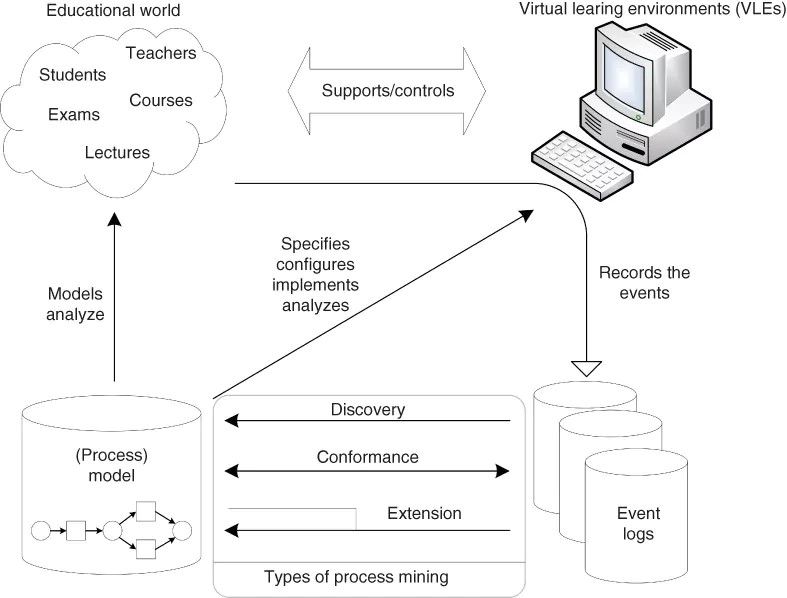 Educational world
Virtual learing environments (VLEs)
Teachers
Students
Courses
Exams
Lectures
Supports/controls
Specifies
configures
implements
analyzes
Records the
events
Models
analyze
Discovery
(Process)
model
Conformance
Extension
Event
logs
Types of process mining